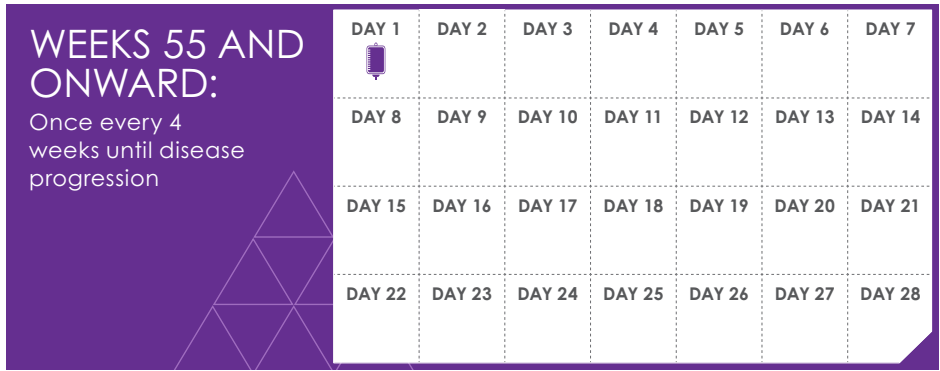 WEEKS 55 AND
ONWARD:
Once every 4
weeks until disease
progression
DAY 1 DAY 2 DAY 3 DAY 4 DAY 5 DAY 6 DAY 7
DAY 8 DAY 9 DAY 10 DAY 11 DAY 12 DAY 13 DAY 14
DAY 15 DAY 16 DAY 17 DAY 18 DAY 19 DAY 20 DAY 21
DAY 22 DAY 23 DAY 24 DAY 25 DAY 26 DAY 27 DAY 28